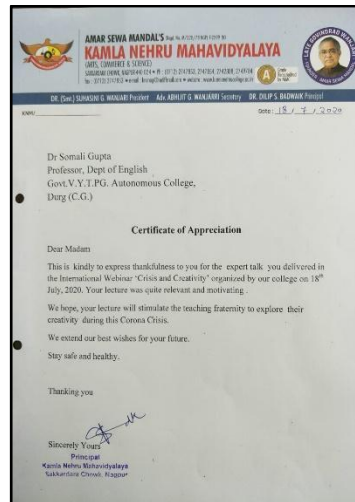 AMAR SEWA MANDAL'S
KAMLA NEHRU MAHAVIDYALAYA
(ARTS, COMMERCE & SCIENCE)
SAKKARDARA CHOWK, NAGPUR
DR. (Smt.) SUHASINI G. WANJARI President Adv. ABHIJIT G. WANJARRI Secretary DR. DILIP S. BADWAIK Principal
Date: 18 / 7 / 2020
Dr Somali Gupta
Professor, Dept of English
Govt.V.Y.T.PG. Autonomous College,
Durg (C.G.)
Certificate of Appreciation
Dear Madam
This is kindly to express thankfulness to you for the expert talk you delivered in
the International Webinar 'Crisis and Creativity' organized by our college on 18th
July, 2020. Your lecture was quite relevant and motivating .
We hope, your lecture will stimulate the teaching fraternity to explore their
creativity during this Corona Crisis.
We extend our best wishes for your future.
Stay safe and healthy.
Thanking you
Sincerely Yours
Principal
Kamla Nehru Mahavidyalaya
Sakkardara Chowk, Nagpur